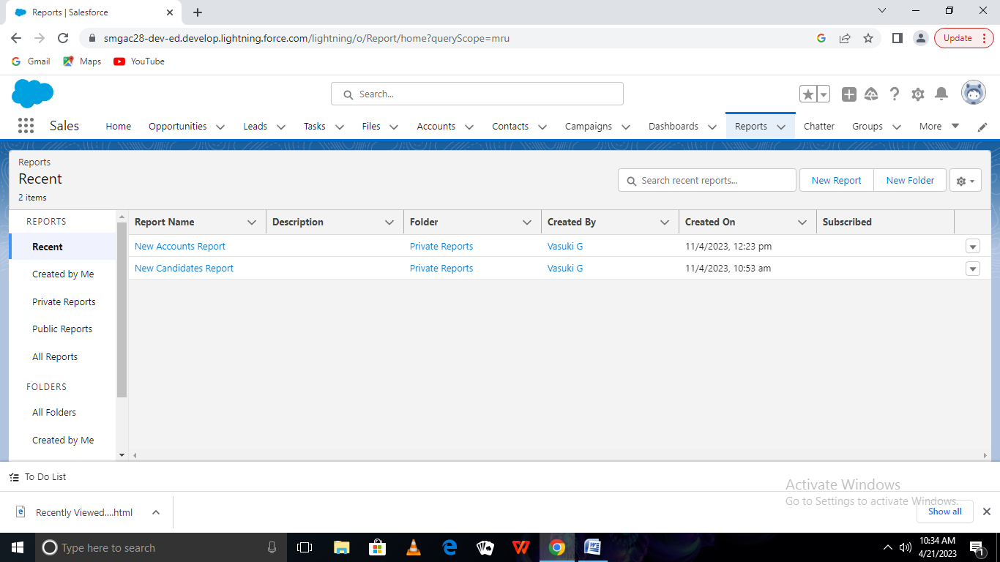 Reports | Salesforce
smgac28-dev-ed.develop.lightning.force.com/lightning/o/Report/home?queryScope=mru
Update
Gmail Maps YouTube
Search...
Sales Home Opportunities Leads Tasks Files Accounts Contacts Campaigns Dashboards Reports Chatter Groups More
Reports
Recent
2 items
Search recent reports...
New Report New Folder
REPORTS
Recent
Created by Me
Private Reports
Public Reports
All Reports
FOLDERS
All Folders
Created by Me
Report Name Description Folder Created By Created On Subscribed
New Accounts Report Private Reports Vasuki G 11/4/2023, 12:23 pm
New Candidates Report Private Reports Vasuki G 11/4/2023, 10:53 am
To Do List
Activate Windows
Go to Settings to activate Windows.
Recently Viewed....html
Show all
Type here to search
W
10:34 AM
4/21/2023
1